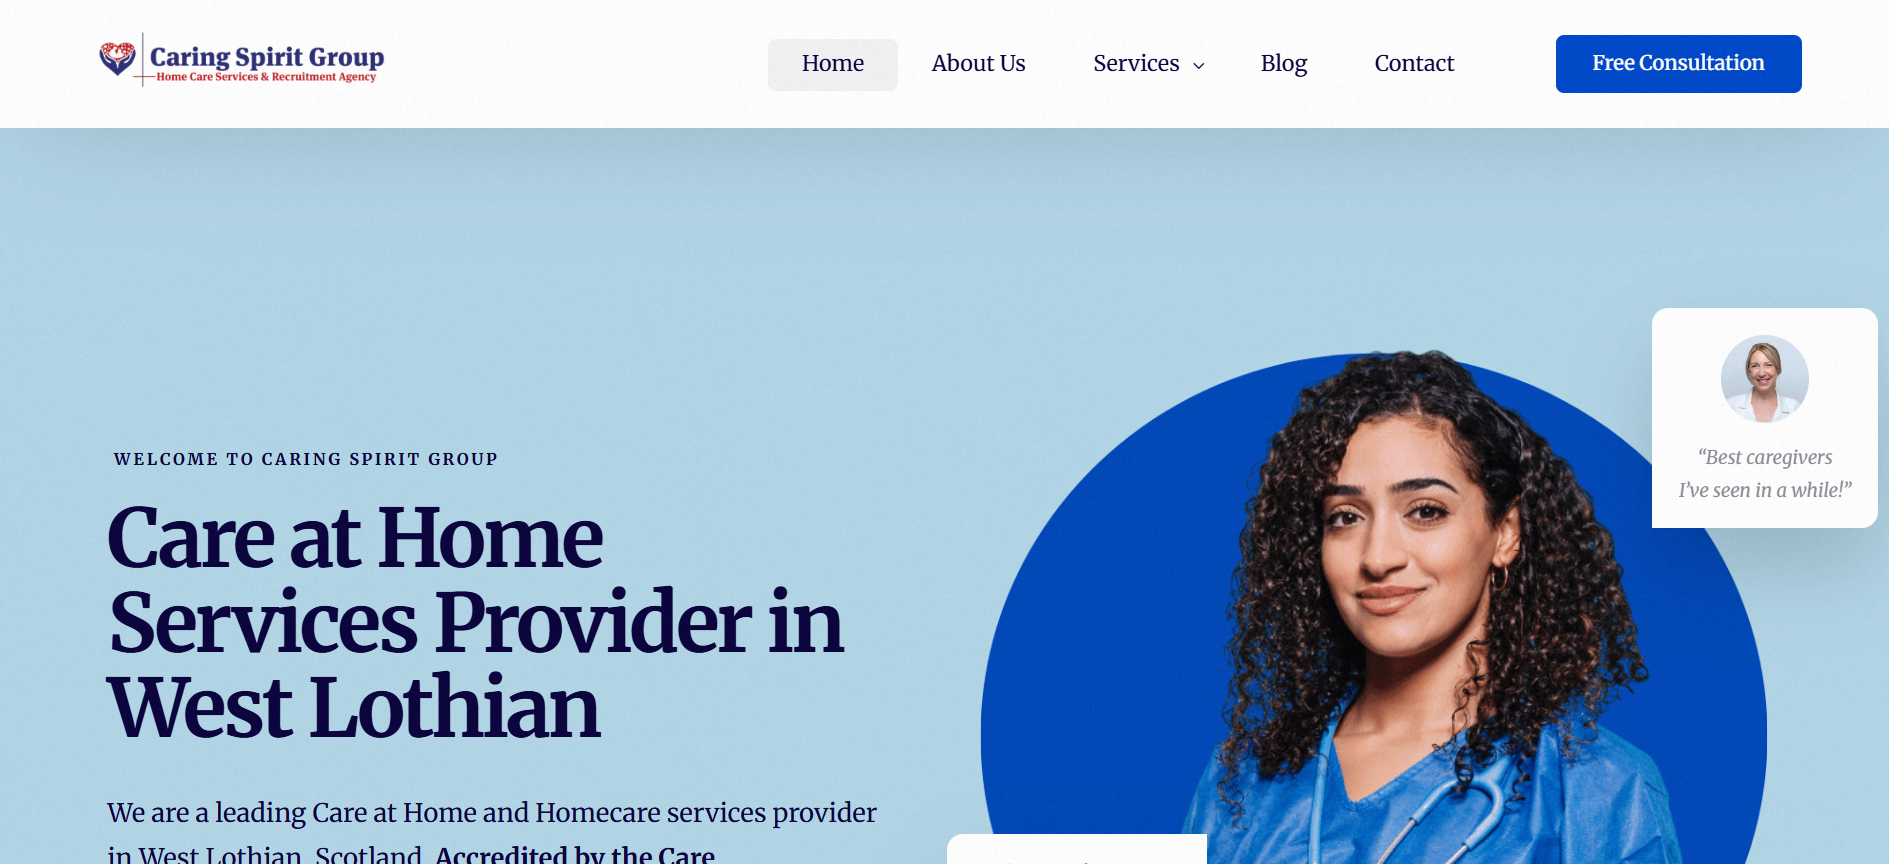 Caring Spirit Group
Home Care Services & Recruitment Agency
Home
About Us
Services
Blog
Contact
Free Consultation
WELCOME TO CARING SPIRIT GROUP
Care at Home
Services Provider in
West Lothian
We are a leading Care at Home and Homecare services provider
in West Lothian, Scotland. Accredited by the Care
“Best caregivers
I’ve seen in a while!”